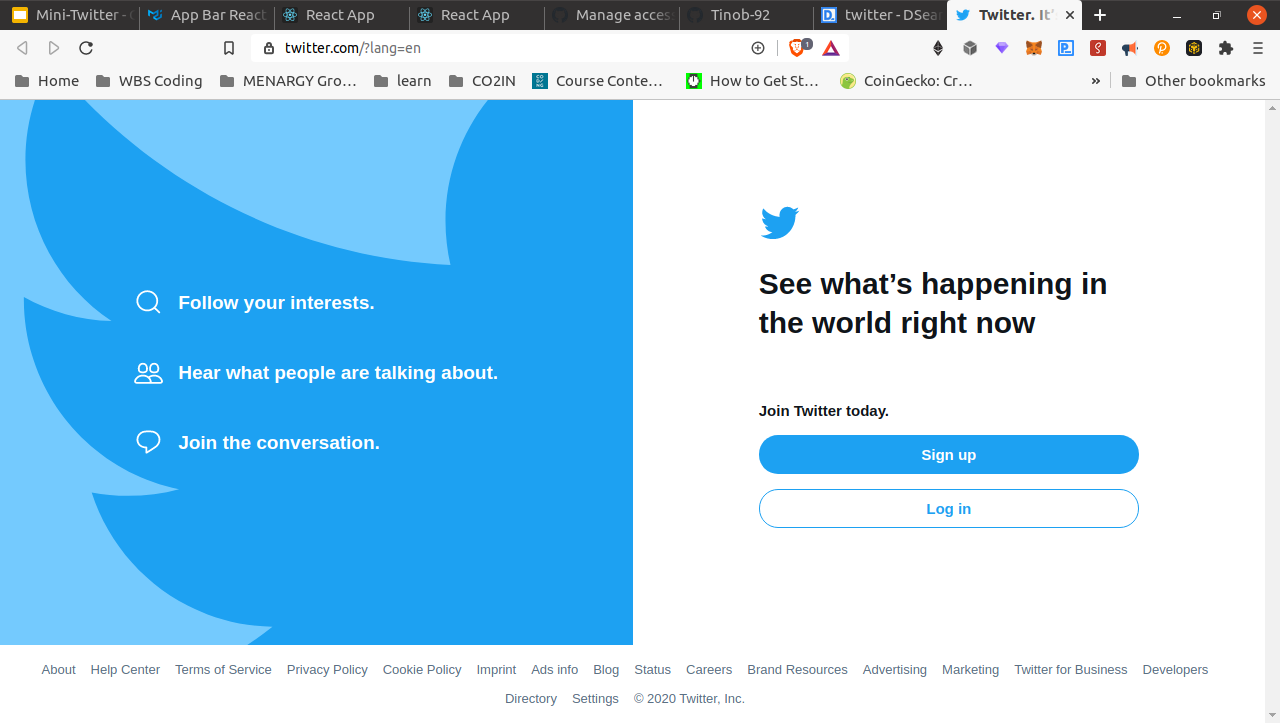 Mini-Twitter - G
App Bar React
React App
React App
Manage access
Tinob-92
twitter - DSear
Twitter. It's
twitter.com/?lang=en
1
Home
WBS Coding
MENARGY Gro…
learn
CO2IN
Course Conte…
How to Get St…
CoinGecko: Cr…
»
Other bookmarks
Follow your interests.
Hear what people are talking about.
Join the conversation.
See what’s happening in
the world right now
Join Twitter today.
Sign up
Log in
About Help Center Terms of Service Privacy Policy Cookie Policy Imprint Ads info Blog Status Careers Brand Resources Advertising Marketing Twitter for Business Developers
Directory Settings © 2020 Twitter, Inc.